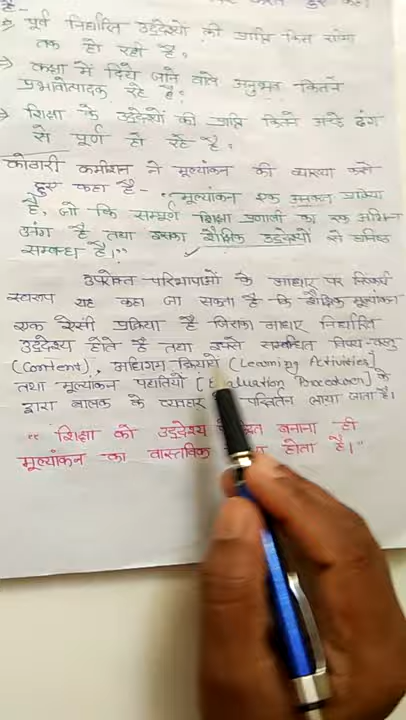 है-
→ पूर्व निर्धारित उद्देश्यों की प्राप्ति किस सीमा
तक हो रही है,
→ कक्षा में दिये जाने वाले अनुभव कितने
प्रभावोत्पादक रहे हैं?
→ शिक्षा के उद्देश्यों की प्राप्ति कितने अच्छे ढंग
से पूर्ण हो रहे है,
कोठारी कमीशन ने मूल्यांकन की व्याख्या करते
हुए कहा है- "मूल्यांकन एक अनवरत प्रक्रिया
है, जो कि सम्पूर्ण शिक्षा प्रणाली का एक अभिन्न
अंग है तथा इसका शैक्षिक उद्देश्यों से घनिष्ठ
सम्बन्ध है।"
उपरोक्त परिभाषाओं के आधार पर निष्कर्ष
स्वरूप यह कहा जा सकता है कि शैक्षिक मूल्यांकन
एक ऐसी प्रक्रिया है जिसका आधार निर्धारित
उद्देश्य होते है तथा उनसे सम्बन्धित विषय-वस्तु
(Content), अधिगम क्रियायें (Learning Activities)
तथा मूल्यांकन पद्धतियों [Evaluation Procedures] के
द्वारा बालक के व्यवहार परिवर्तन लाया जाता है।
"शिक्षा को उद्देश्य बनाना ही
मूल्यांकन का वास्तविक होता है।"